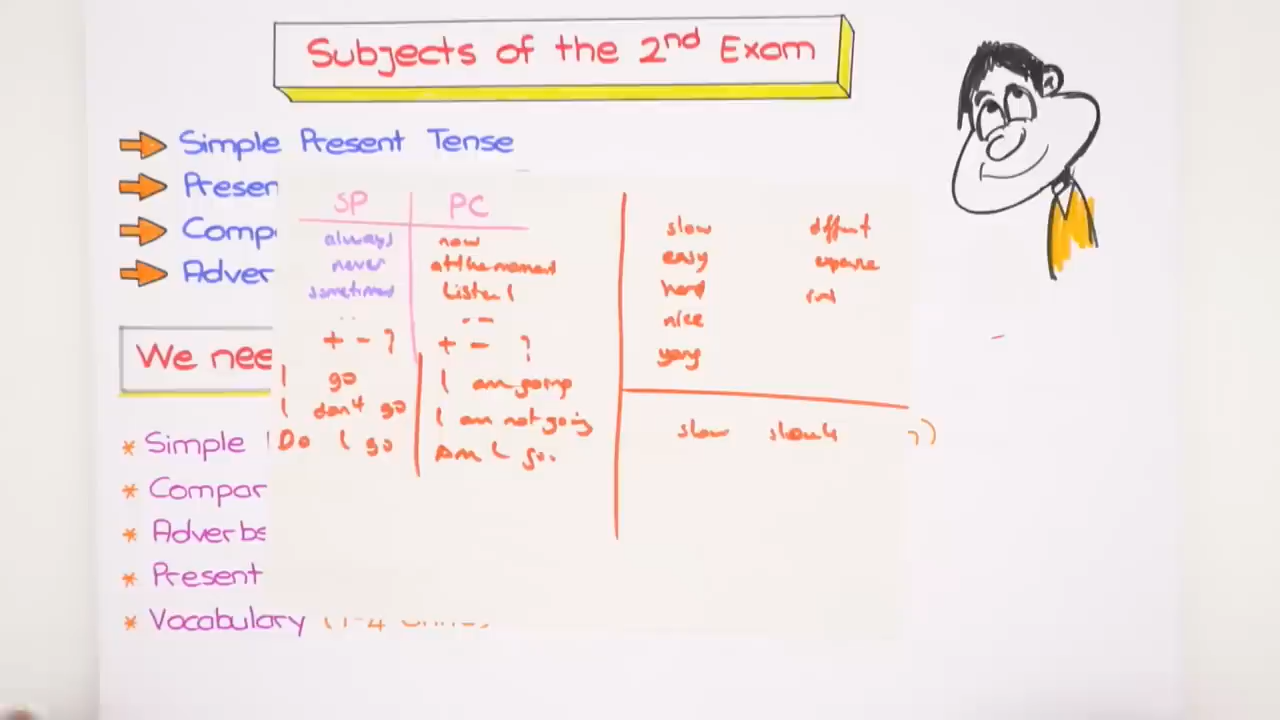 Subjects of the 2nd Exam
Simple Present Tense
Presen
Comp
Adver
We nee
* Simple
* Compar
* Adverbs
* Present
* Vocabulary
SP PC
always now
never at the moment
sometimes Listen!
.. --
+ - ? + - ?
I go I am going
I don't go I am not going
Do I go Am I go..
slow
easy
hard
nice
young
slow